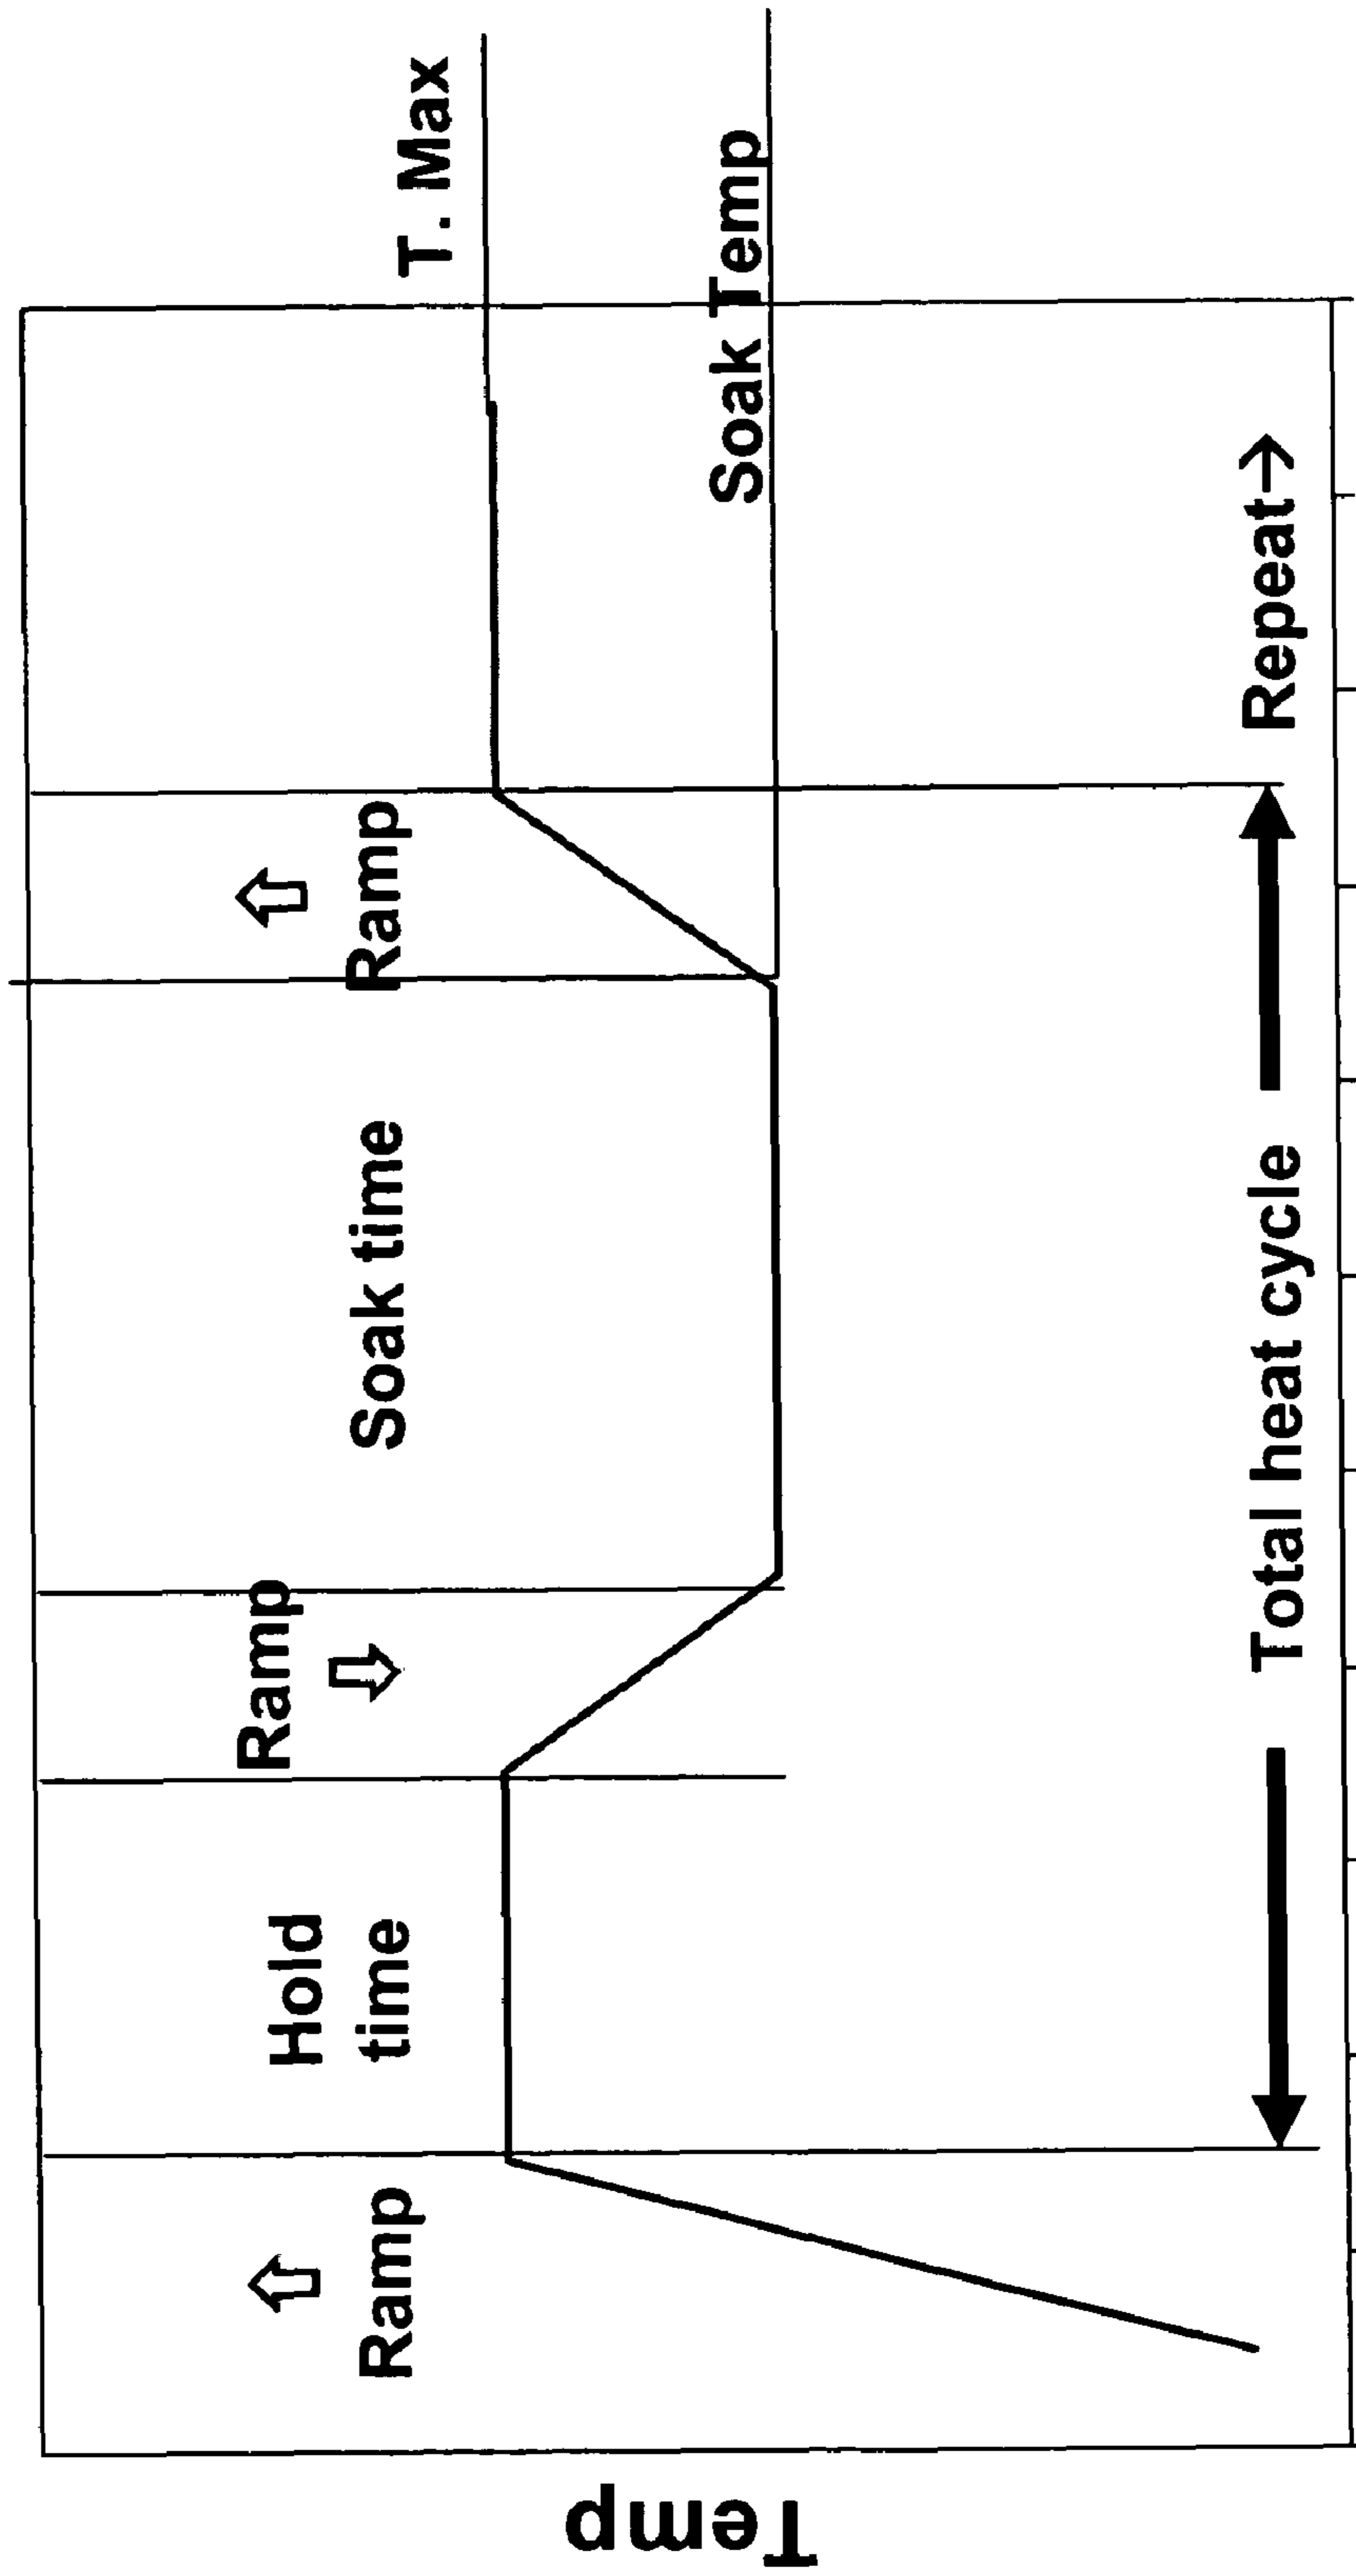 T. Max
Soak Temp
Ramp
Hold
time
Ramp
Soak time
Ramp
Total heat cycle
Repeat→
Temp